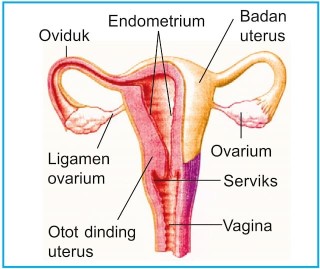 Oviduk
Endometrium
Badan
uterus
Ligamen
ovarium
Ovarium
Serviks
Otot dinding
uterus
Vagina